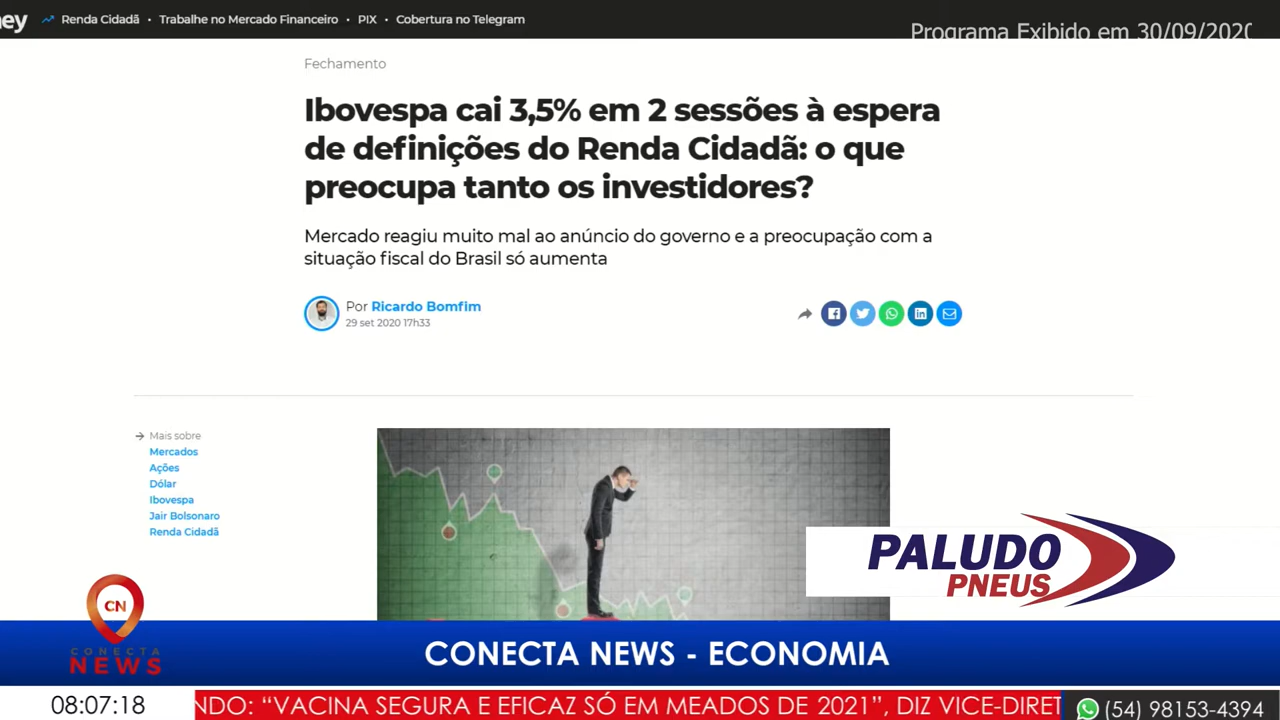 ey
Renda Cidadã • Trabalhe no Mercado Financeiro • PIX • Cobertura no Telegram
Programa Exibido em 30/09/2020
Fechamento
Ibovespa cai 3,5% em 2 sessões à espera
de definições do Renda Cidadã: o que
preocupa tanto os investidores?
Mercado reagiu muito mal ao anúncio do governo e a preocupação com a
situação fiscal do Brasil só aumenta
Por Ricardo Bomfim
29 set 2020 17h33
Mais sobre
Mercados
Ações
Dólar
Ibovespa
Jair Bolsonaro
Renda Cidadã
PALUDO
PNEUS
CN
CONECTA
NEWS
CONECTA NEWS - ECONOMIA
08:07:18
NDO: “VACINA SEGURA E EFICAZ SÓ EM MEADOS DE 2021”, DIZ VICE-DIRET
(54) 98153-4394